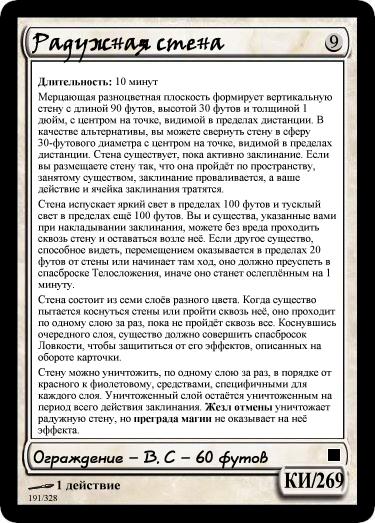 Радужная стена
9
Длительность: 10 минут
Мерцающая разноцветная плоскость формирует вертикальную
стену с длиной 90 футов, высотой 30 футов и толщиной 1
дюйм, с центром на точке, видимой в пределах дистанции. В
качестве альтернативы, вы можете свернуть стену в сферу
30-футового диаметра с центром на точке, видимой в пределах
дистанции. Стена существует, пока активно заклинание. Если
вы размещаете стену так, что она пройдёт по пространству,
занятому существом, заклинание проваливается, а ваше
действие и ячейка заклинания тратятся.
Стена испускает яркий свет в пределах 100 футов и тусклый
свет в пределах ещё 100 футов. Вы и существа, указанные вами
при накладывании заклинания, можете без вреда проходить
сквозь стену и оставаться возле неё. Если другое существо,
способное видеть, перемещением оказывается в пределах 20
футов от стены или начинает там ход, оно должно преуспеть в
спасброске Телосложения, иначе оно станет ослеплённым на 1
минуту.
Стена состоит из семи слоёв разного цвета. Когда существо
пытается коснуться стены или пройти сквозь неё, оно проходит
по одному слою за раз, пока не пройдёт сквозь все. Коснувшись
очередного слоя, существо должно совершить спасбросок
Ловкости, чтобы защититься от его эффектов, описанных на
обороте карточки.
Стену можно уничтожить, по одному слою за раз, в порядке от
красного к фиолетовому, средствами, специфичными для
каждого слоя. Уничтоженный слой остаётся уничтоженным на
период всего действия заклинания. Жезл отмены уничтожает
радужную стену, но преграда магии не оказывает на неё
эффекта.
Ограждение – В, С – 60 футов
1 действие
КИ/269
191/328